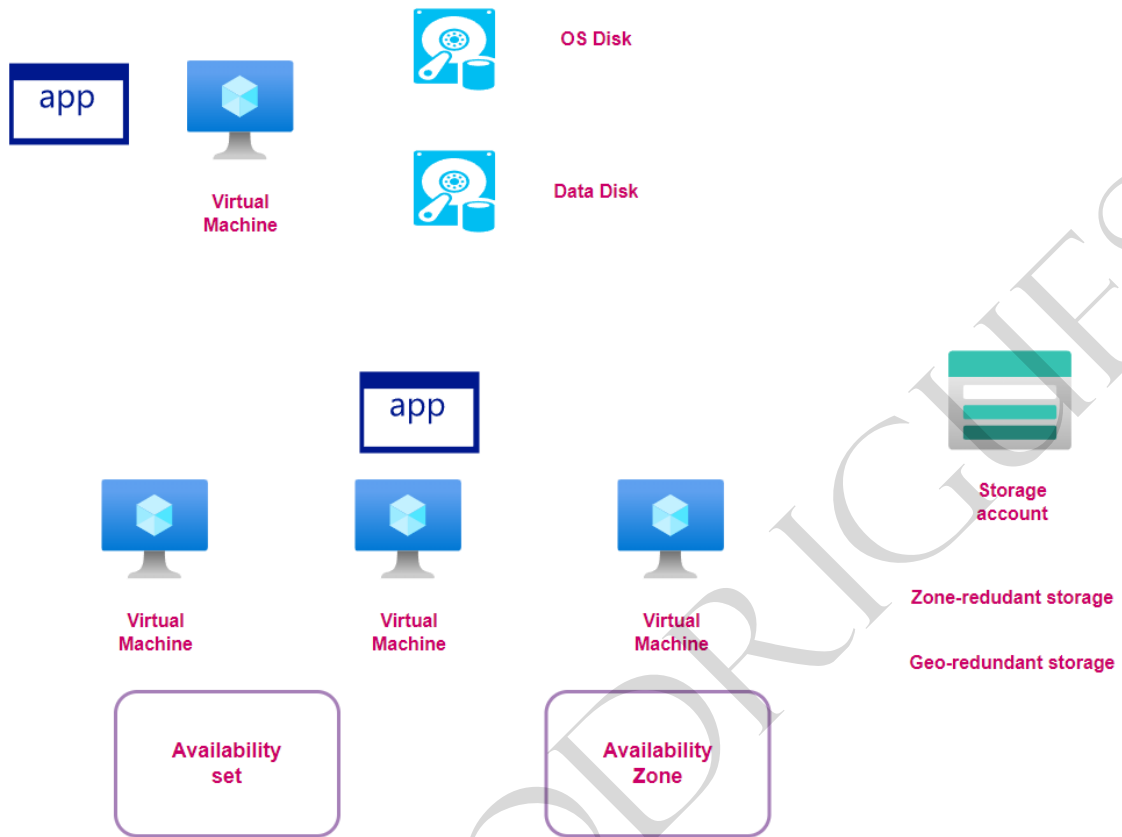 OS Disk
app
Data Disk
Virtual
Machine
app
Storage
account
Zone-redudant storage
Virtual
Machine
Virtual
Machine
Virtual
Machine
Geo-redundant storage
Availability
set
Availability
Zone